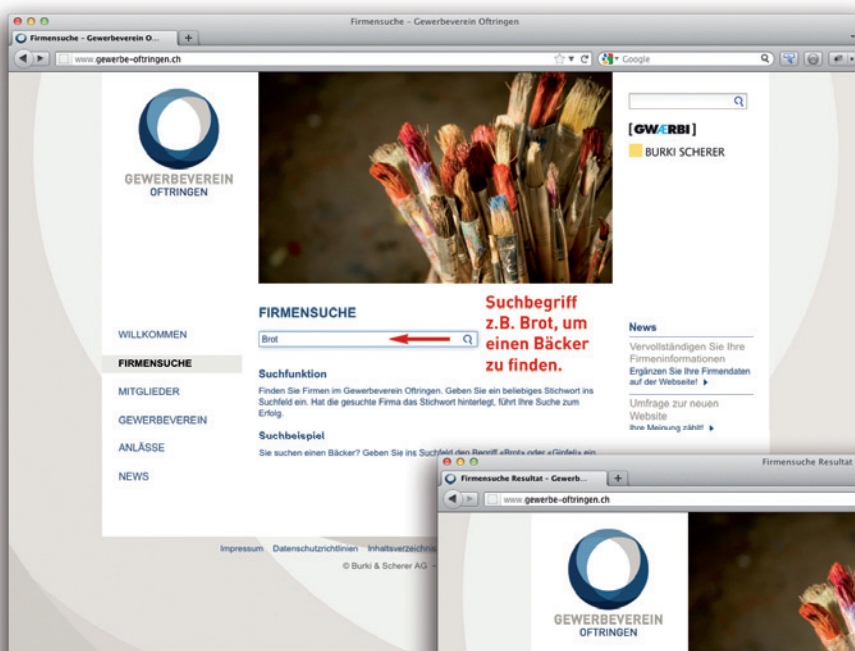 Firmensuche – Gewerbeverein Oftringen
Firmensuche – Gewerbeverein O...
www.gewerbe-oftringen.ch
Google
GEWERBEVEREIN
OFTRINGEN
[GWÆRBI]
BURKI SCHERER
WILLKOMMEN
FIRMENSUCHE
MITGLIEDER
GEWERBEVEREIN
ANLÄSSE
NEWS
FIRMENSUCHE
Brot
Suchbegriff
z.B. Brot, um
einen Bäcker
zu finden.
Suchfunktion
Finden Sie Firmen im Gewerbeverein Oftringen. Geben Sie ein beliebiges Stichwort ins
Suchfeld ein. Hat die gesuchte Firma das Stichwort hinterlegt, führt Ihre Suche zum
Erfolg.
Suchbeispiel
Sie suchen einen Bäcker? Geben Sie ins Suchfeld den Begriff «Brot» oder «Gipfeli» ein
News
Vervollständigen Sie Ihre
Firmeninformationen
Ergänzen Sie Ihre Firmendaten
auf der Webseite!
Umfrage zur neuen
Website
Ihre Meinung zählt!
Impressum Datenschutzrichtlinien Inhaltsverzeichnis
© Burki & Scherer AG -
Firmensuche Resultat
Firmensuche Resultat – Gewerb...
www.gewerbe-oftringen.ch
GEWERBEVEREIN
OFTRINGEN